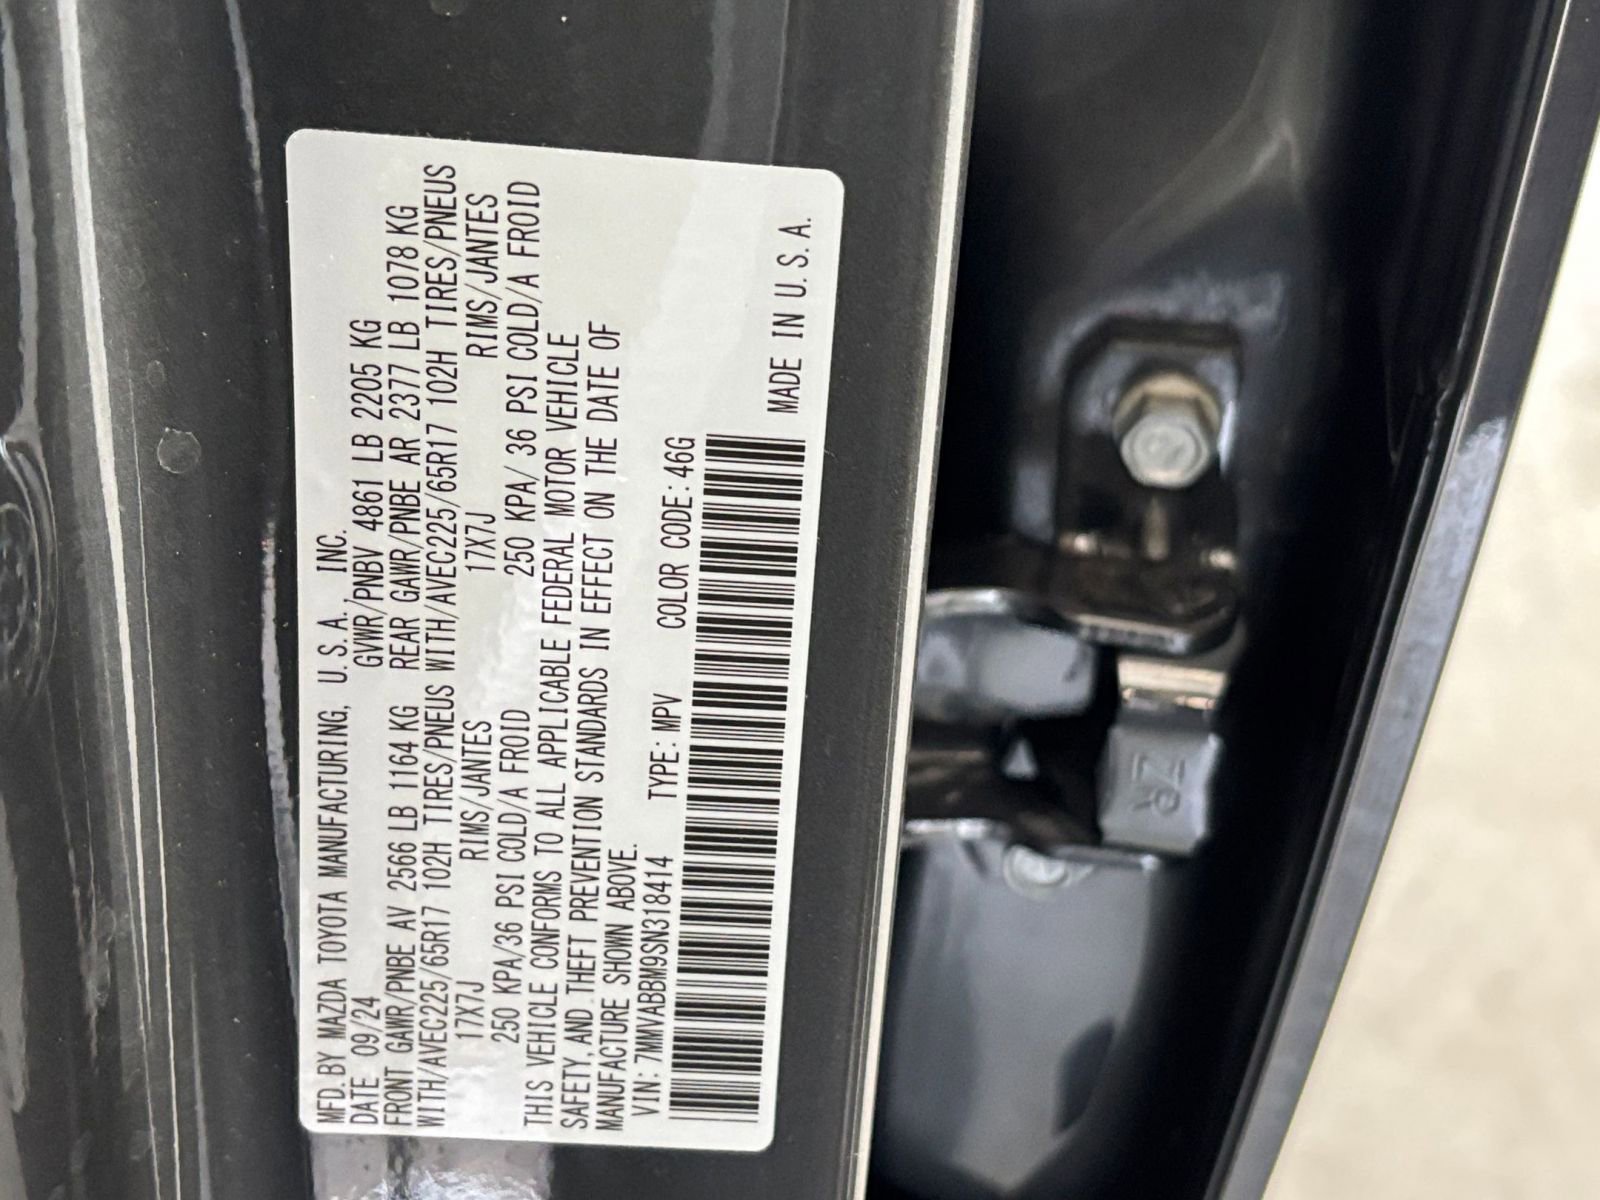 MFD. BY MAZDA TOYOTA MANUFACTURING, U.S.A., INC.
DATE 09/24 GVWR/PNBV 4861 LB 2205 KG
FRONT GAWR/PNBE AV 2566 LB 1164 KG REAR GAWR/PNBE AR 2377 LB 1078 KG
WITH/AVEC225/65R17 102H TIRES/PNEUS WITH/AVEC225/65R17 102H TIRES/PNEUS
17X7J RIMS/JANTES 17X7J RIMS/JANTES
250 KPA/36 PSI COLD/A FROID 250 KPA/ 36 PSI COLD/A FROID
THIS VEHICLE CONFORMS TO ALL APPLICABLE FEDERAL MOTOR VEHICLE
SAFETY, AND THEFT PREVENTION STANDARDS IN EFFECT ON THE DATE OF
MANUFACTURE SHOWN ABOVE.
VIN: 7MMVABBM9SN318414 TYPE: MPV COLOR CODE: 46G
MADE IN U.S.A.